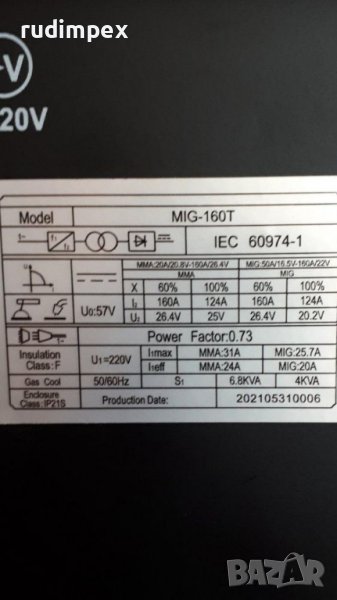 rudimpex
V
20V
Model MIG-160T
IEC 60974-1
MMA:20A/20.8V-160A/26.4V MIG:50A/16.5V-160A/22V
MMA MIG
X 60% 100% 60% 100%
U₀:57V I₂ 160A 124A 160A 124A
U₂ 26.4V 25V 26.4V 20.2V
Power Factor:0.73
Insulation Class:F U₁=220V I₁max MMA:31A MIG:25.7A
I₁eff MMA:24A MIG:20A
Gas Cool 50/60Hz S₁ 6.8KVA 4KVA
Enclosure Class:IP21S Production Date: 202105310006
bazar